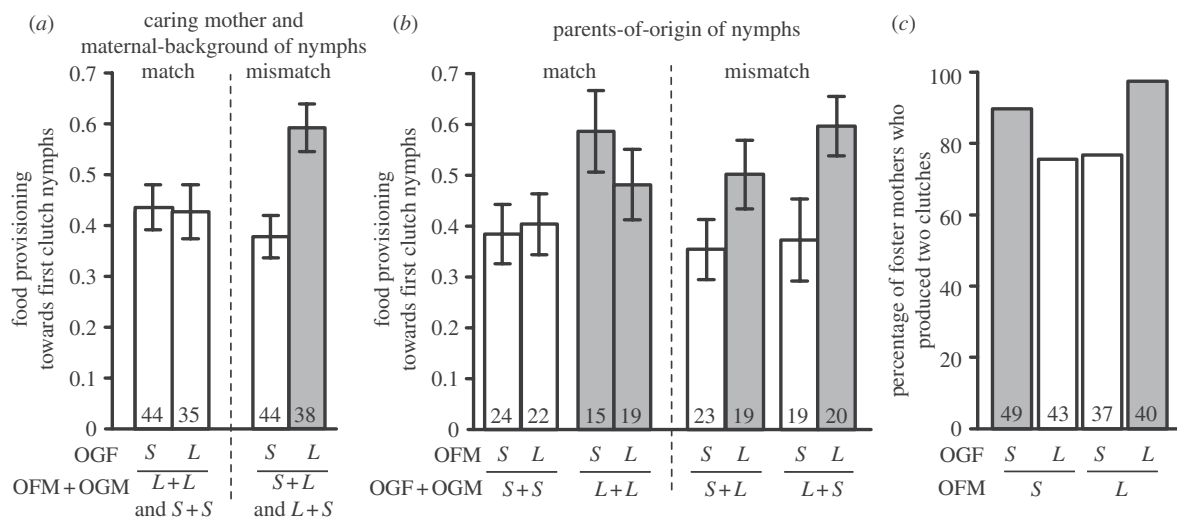 (a)
caring mother and
maternal-background of nymphs
match
mismatch
food provisioning
towards first clutch nymphs
0.7
0.6
0.5
0.4
0.3
0.2
0.1
0
44 35 44 38
OGF S L S L
OFM + OGM L + L S + L
and S + S and L + S
(b)
parents-of-origin of nymphs
match
mismatch
food provisioning
towards first clutch nymphs
0.7
0.6
0.5
0.4
0.3
0.2
0.1
0
24 22 15 19 23 19 19 20
OFM S L S L S L S L
OGF + OGM S + S L + L S + L L + S
(c)
percentage of foster mothers who
produced two clutches
100
80
60
40
20
0
49 43 37 40
OGF S L S L
OFM S L